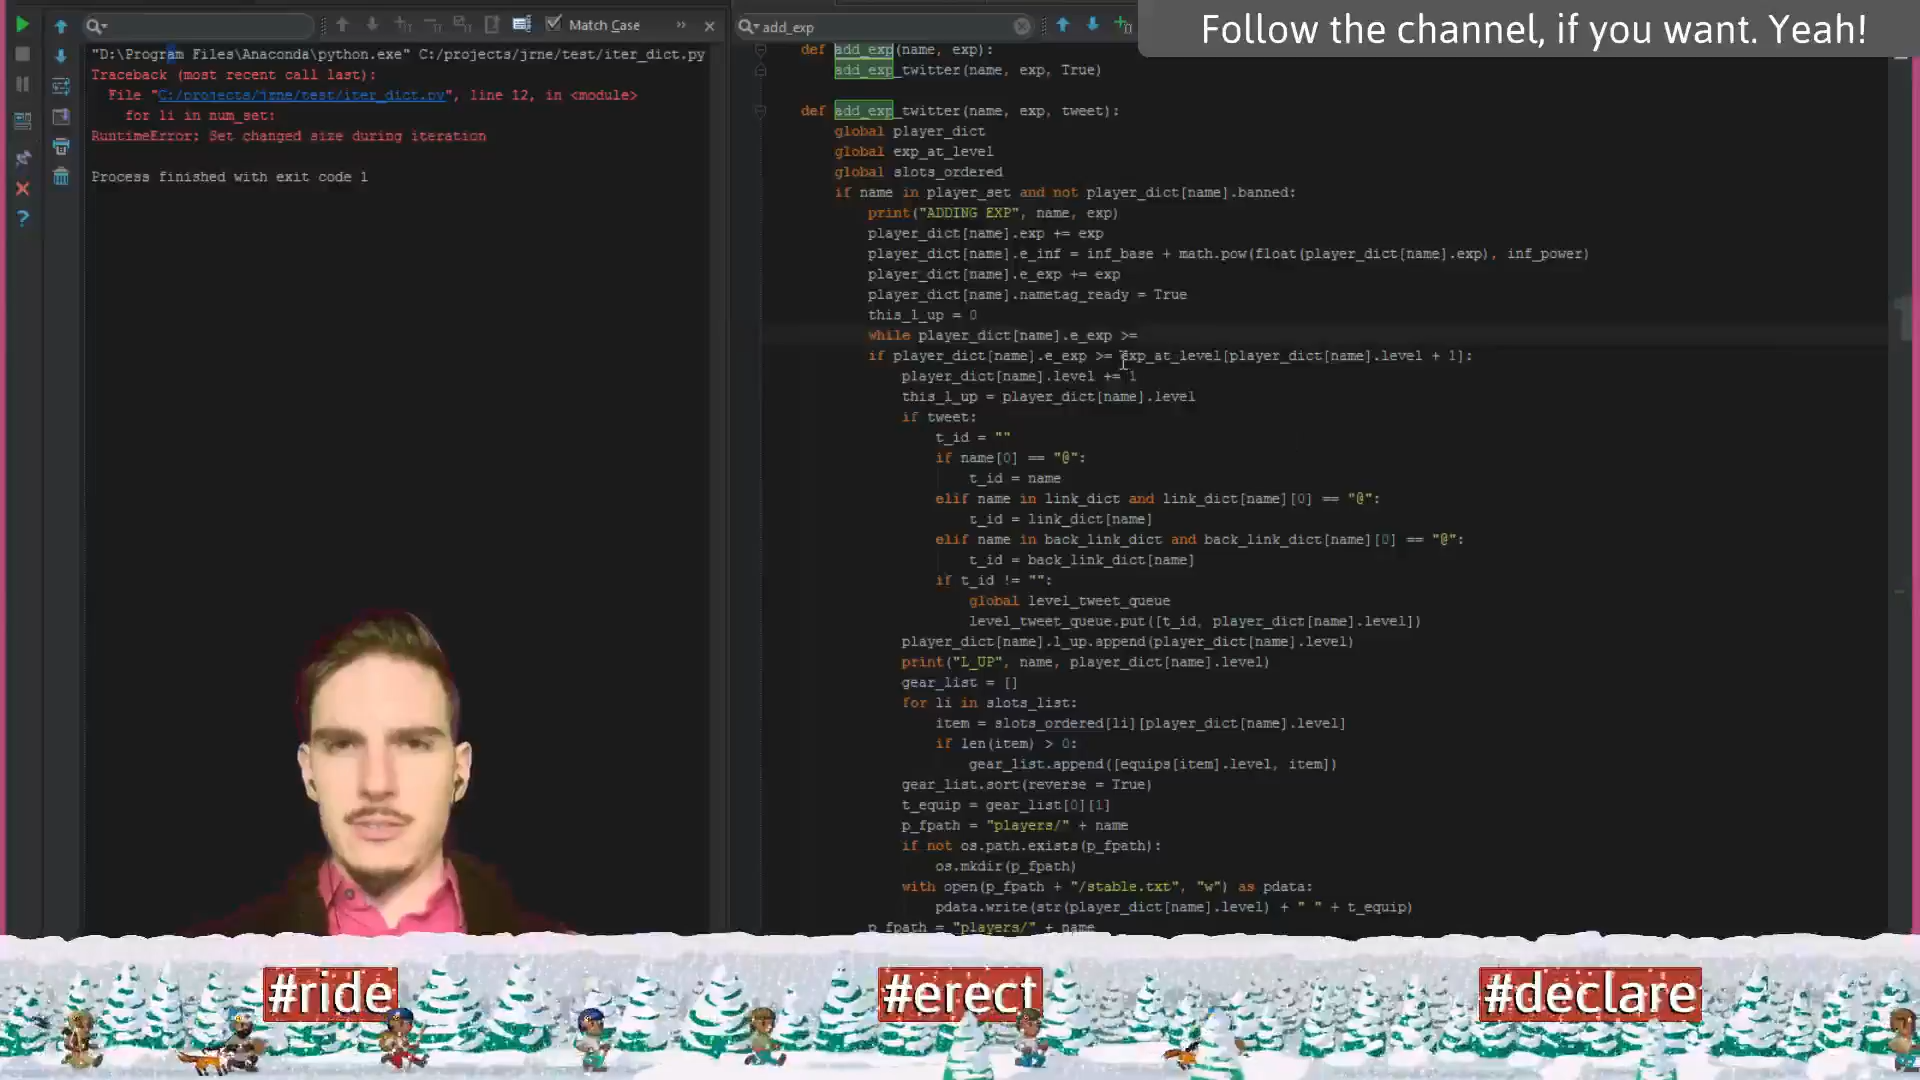 Follow the channel, if you want. Yeah!
Match Case
"D:\Program Files\Anaconda\python.exe" C:/projects/jrne/test/iter_dict.py
Traceback (most recent call last):
File "C:/projects/jrne/test/iter_dict.py", line 12, in <module>
for li in num_set:
RuntimeError: Set changed size during iteration
Process finished with exit code 1
add_exp
def add_exp(name, exp):
add_exp_twitter(name, exp, True)
def add_exp_twitter(name, exp, tweet):
global player_dict
global exp_at_level
global slots_ordered
if name in player_set and not player_dict[name].banned:
print("ADDING EXP", name, exp)
player_dict[name].exp += exp
player_dict[name].e_inf = inf_base + math.pow(float(player_dict[name].exp), inf_power)
player_dict[name].e_exp += exp
player_dict[name].nametag_ready = True
this_l_up = 0
while player_dict[name].e_exp >=
if player_dict[name].e_exp >= exp_at_level[player_dict[name].level + 1]:
player_dict[name].level += 1
this_l_up = player_dict[name].level
if tweet:
t_id = ""
if name[0] == "@":
t_id = name
elif name in link_dict and link_dict[name][0] == "@":
t_id = link_dict[name]
elif name in back_link_dict and back_link_dict[name][0] == "@":
t_id = back_link_dict[name]
if t_id != "":
global level_tweet_queue
level_tweet_queue.put([t_id, player_dict[name].level])
player_dict[name].l_up.append(player_dict[name].level)
print("L_UP", name, player_dict[name].level)
gear_list = []
for li in slots_list:
item = slots_ordered[li][player_dict[name].level]
if len(item) > 0:
gear_list.append([equips[item].level, item])
gear_list.sort(reverse = True)
t_equip = gear_list[0][1]
p_fpath = "players/" + name
if not os.path.exists(p_fpath):
os.mkdir(p_fpath)
with open(p_fpath + "/stable.txt", "w") as pdata:
pdata.write(str(player_dict[name].level) + " " + t_equip)
p_fpath = "players/" + name
#ride
#erect
#declare